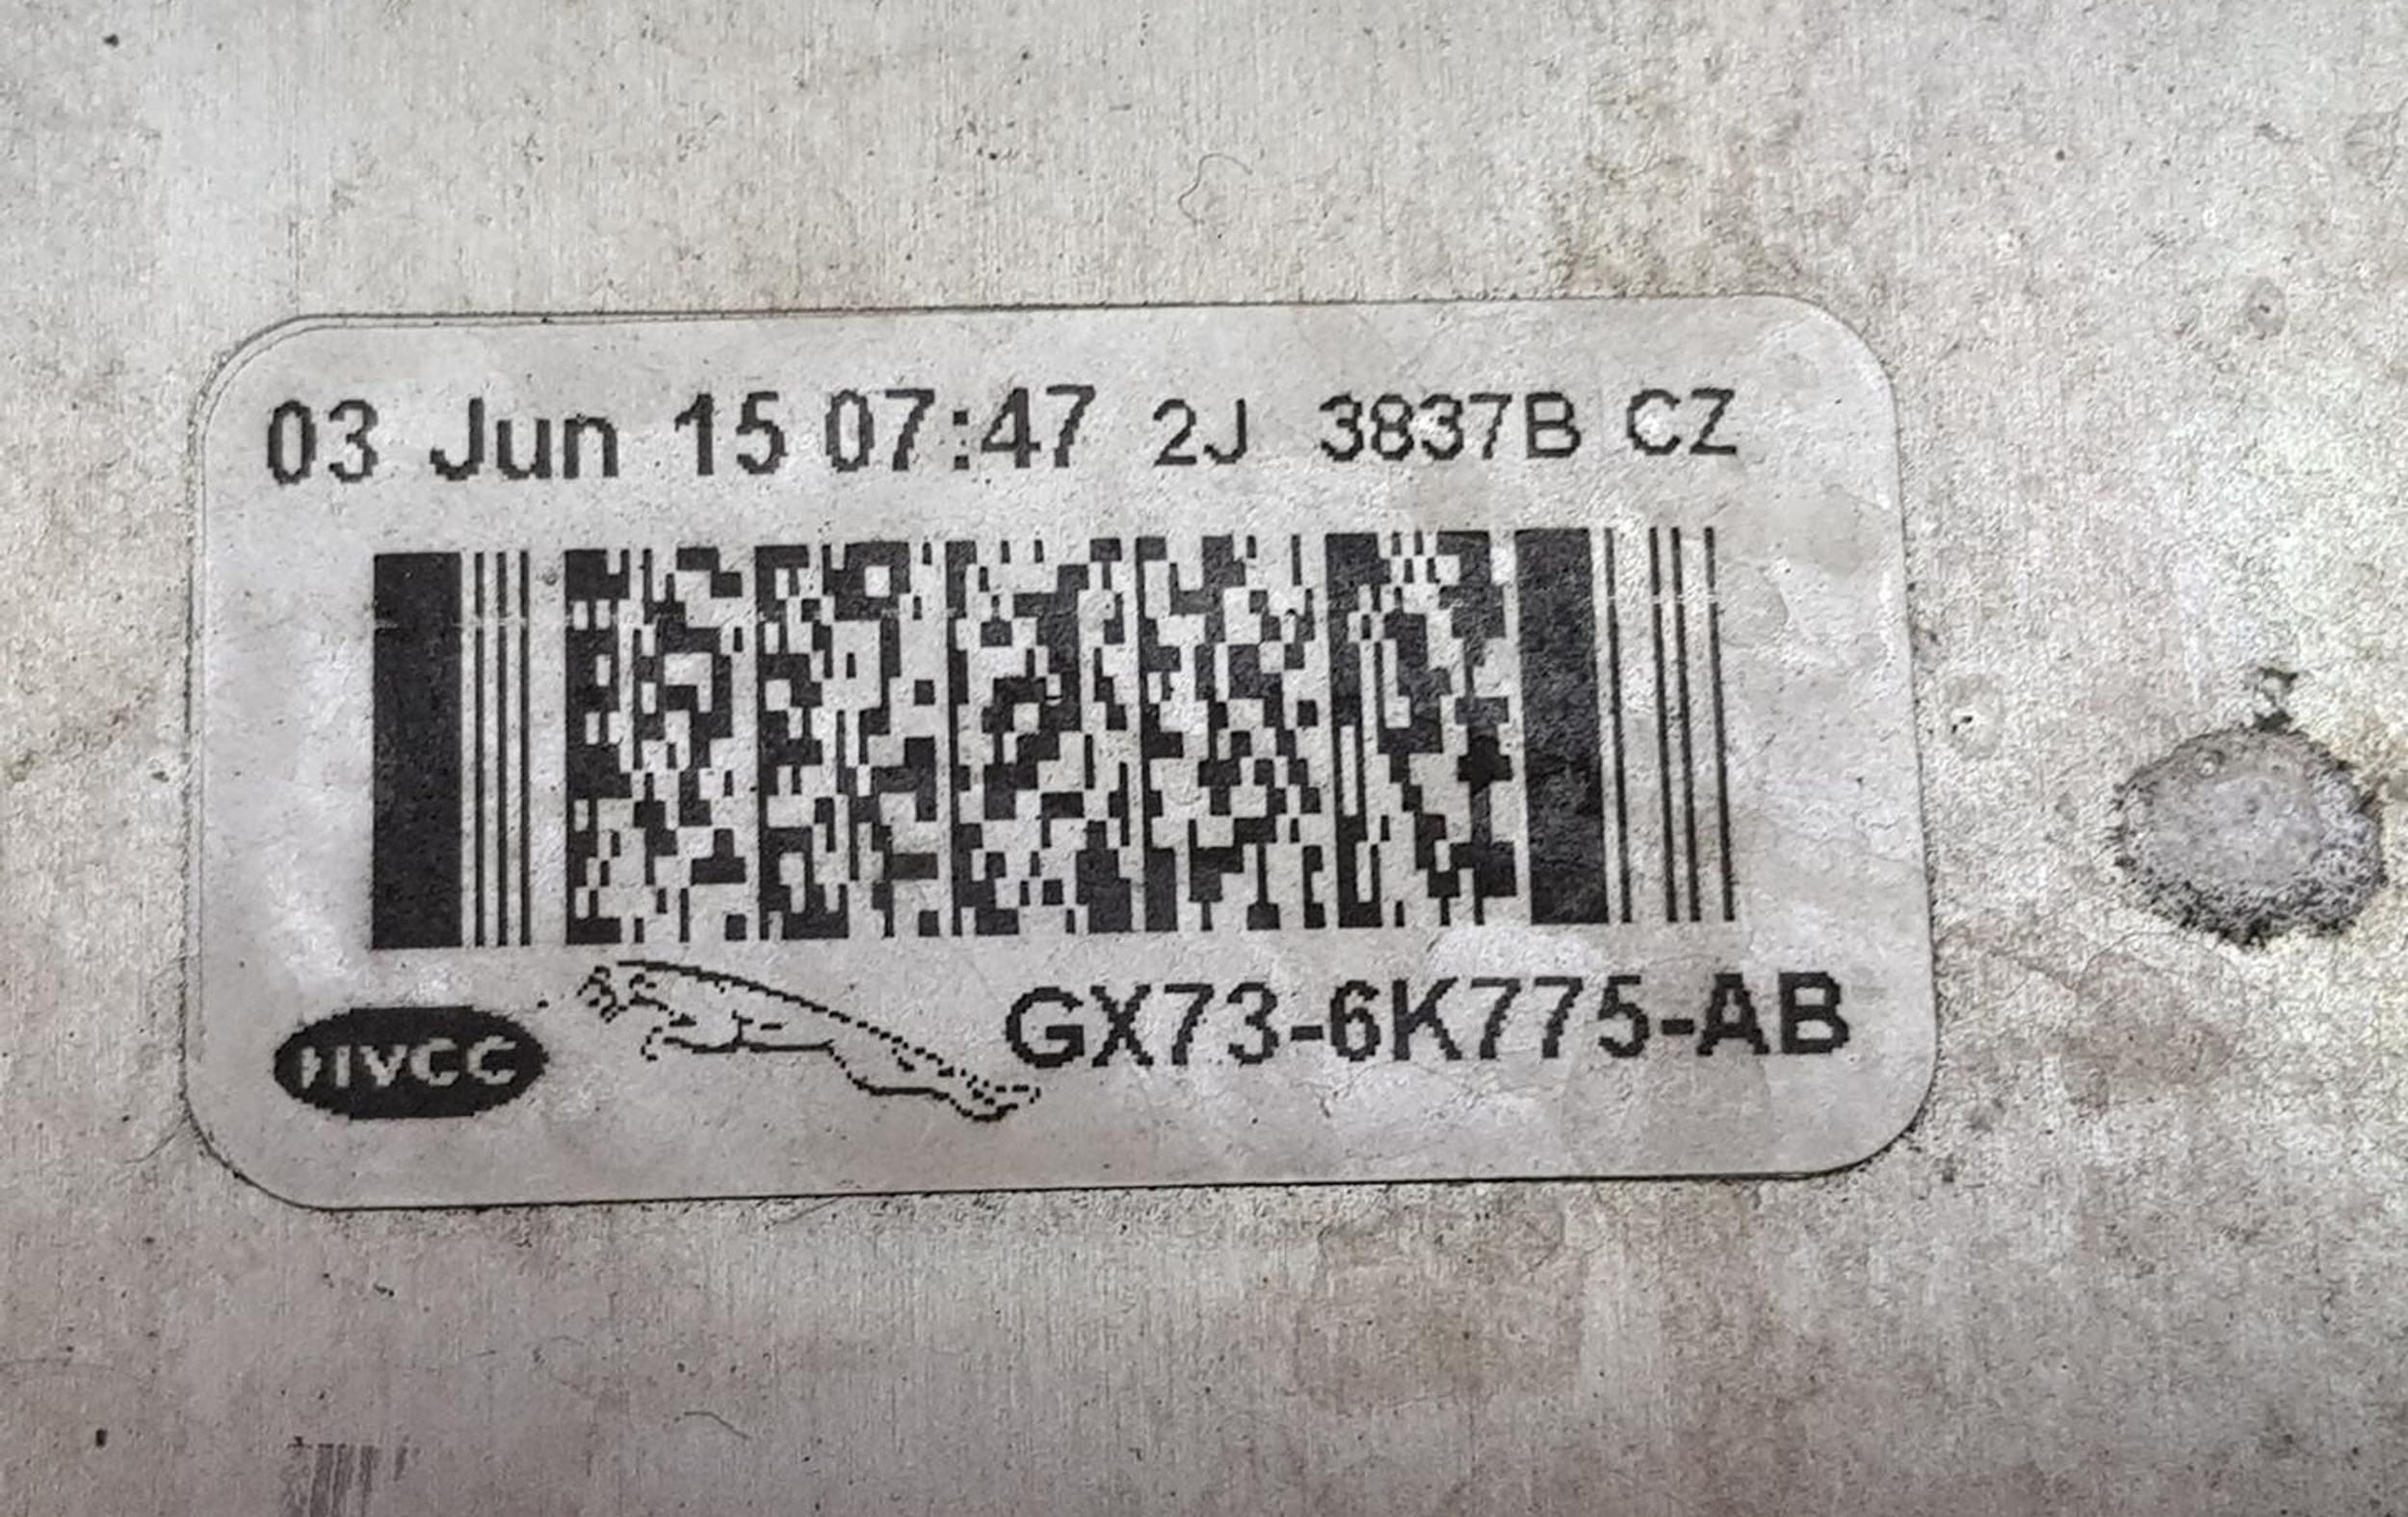 03 Jun 15 07:47 2J 3837B CZ
HVCC GX73-6K775-AB